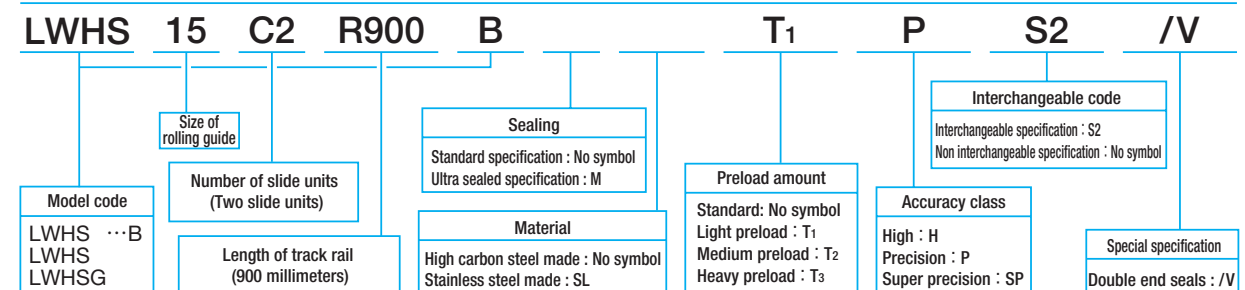 LWHS 15 C2 R900 B T1 P S2 /V
Interchangeable code
Interchangeable specification : S2
Non interchangeable specification : No symbol
Size of
rolling guide
Sealing
Standard specification : No symbol
Ultra sealed specification : M
Number of slide units
(Two slide units)
Preload amount
Standard: No symbol
Light preload : T1
Medium preload : T2
Heavy preload : T3
Model code
LWHS ···B
LWHS
LWHSG
Accuracy class
High : H
Precision : P
Super precision : SP
Length of track rail
(900 millimeters)
Material
High carbon steel made : No symbol
Stainless steel made : SL
Special specification
Double end seals : /V